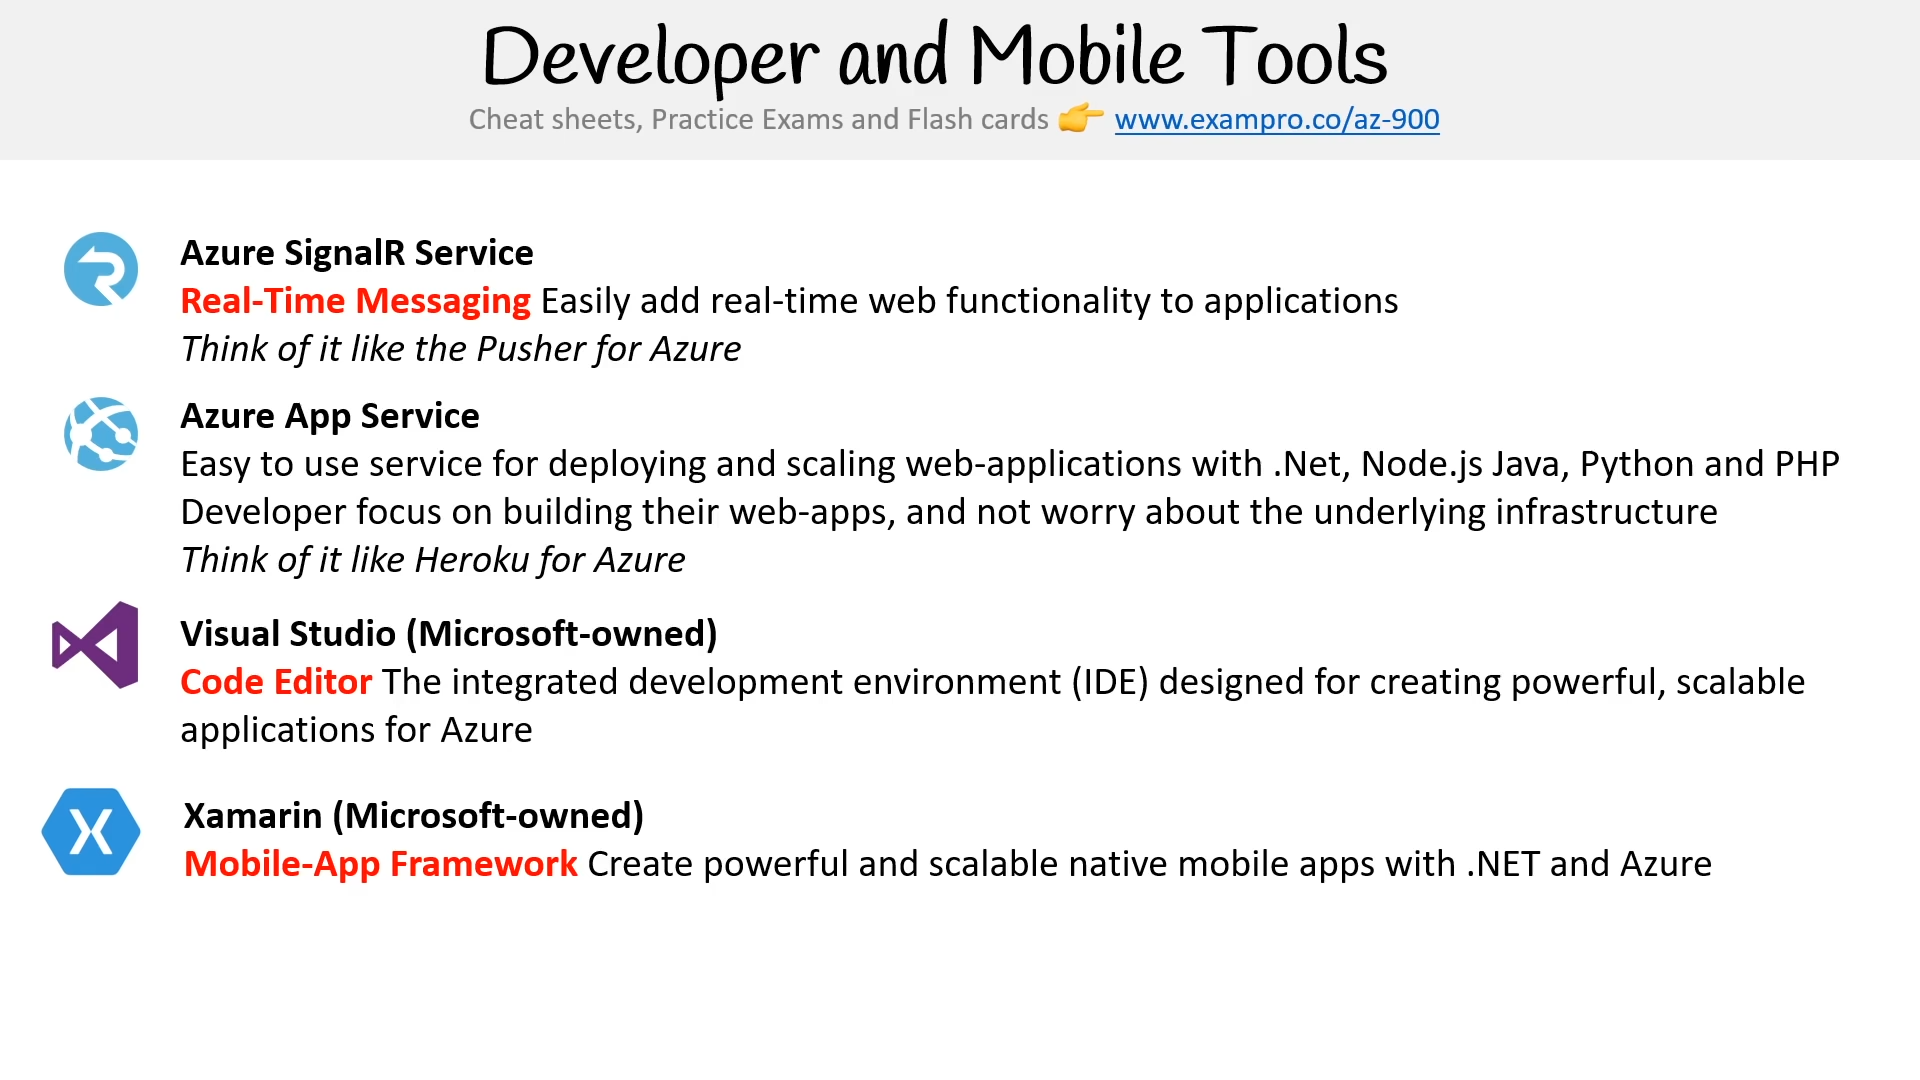 Developer and Mobile Tools
Cheat sheets, Practice Exams and Flash cards 👉 www.exampro.co/az-900
Azure SignalR Service
Real-Time Messaging Easily add real-time web functionality to applications
Think of it like the Pusher for Azure
Azure App Service
Easy to use service for deploying and scaling web-applications with .Net, Node.js Java, Python and PHP
Developer focus on building their web-apps, and not worry about the underlying infrastructure
Think of it like Heroku for Azure
Visual Studio (Microsoft-owned)
Code Editor The integrated development environment (IDE) designed for creating powerful, scalable
applications for Azure
Xamarin (Microsoft-owned)
Mobile-App Framework Create powerful and scalable native mobile apps with .NET and Azure